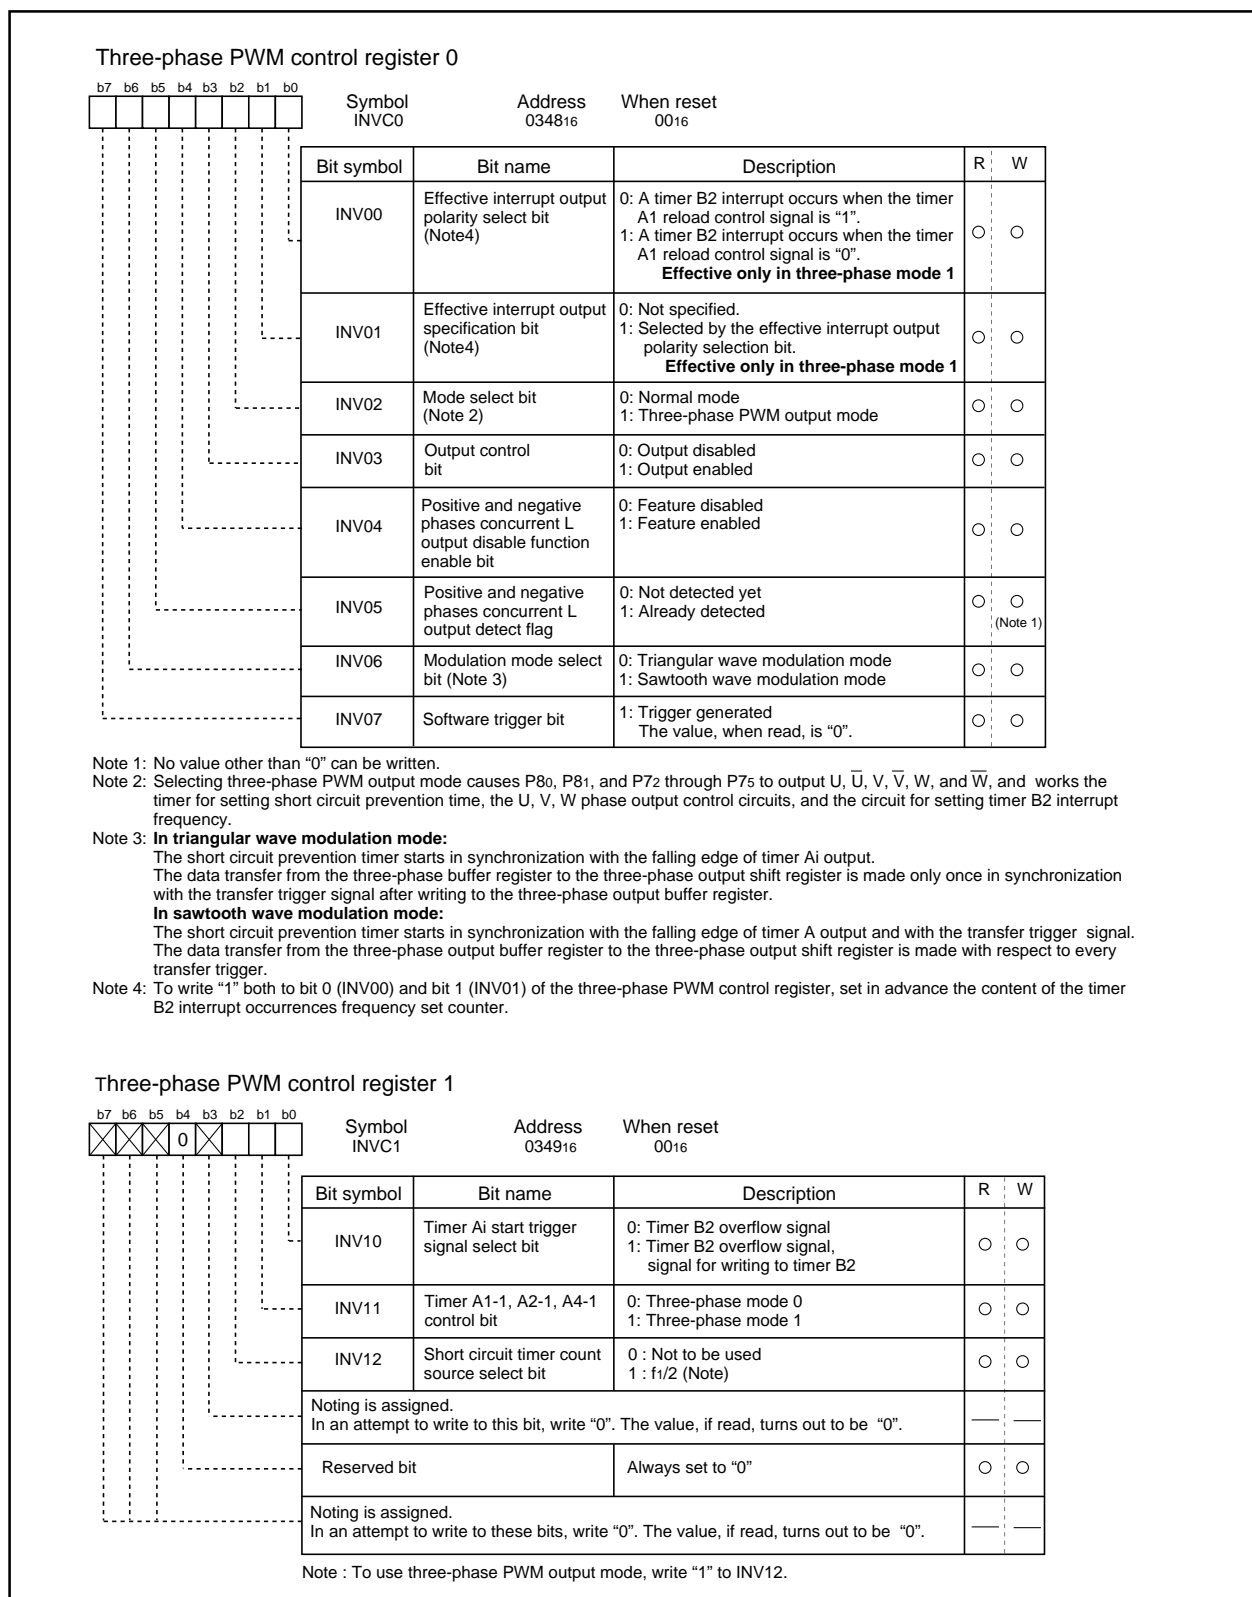 Three-phase PWM control register 0
b7 b6 b5 b4 b3 b2 b1 b0
Symbol Address When reset
INVC0 034816 0016
Bit symbol Bit name Description R W
INV00
Effective interrupt output
polarity select bit
(Note4)
0: A timer B2 interrupt occurs when the timer
A1 reload control signal is “1”.
1: A timer B2 interrupt occurs when the timer
A1 reload control signal is “0”.
Effective only in three-phase mode 1
INV01
Effective interrupt output
specification bit
(Note4)
0: Not specified.
1: Selected by the effective interrupt output
polarity selection bit.
Effective only in three-phase mode 1
INV02
Mode select bit
(Note 2)
0: Normal mode
1: Three-phase PWM output mode
INV03
Output control
bit
0: Output disabled
1: Output enabled
INV04
Positive and negative
phases concurrent L
output disable function
enable bit
0: Feature disabled
1: Feature enabled
INV05
Positive and negative
phases concurrent L
output detect flag
0: Not detected yet
1: Already detected
(Note 1)
INV06
Modulation mode select
bit (Note 3)
0: Triangular wave modulation mode
1: Sawtooth wave modulation mode
INV07
Software trigger bit
1: Trigger generated
The value, when read, is “0”.
Note 1: No value other than “0” can be written.
Note 2: Selecting three-phase PWM output mode causes P80, P81, and P72 through P75 to output U, U̅, V, V̅, W, and W̅, and works the
timer for setting short circuit prevention time, the U, V, W phase output control circuits, and the circuit for setting timer B2 interrupt
frequency.
Note 3: In triangular wave modulation mode:
The short circuit prevention timer starts in synchronization with the falling edge of timer Ai output.
The data transfer from the three-phase buffer register to the three-phase output shift register is made only once in synchronization
with the transfer trigger signal after writing to the three-phase output buffer register.
In sawtooth wave modulation mode:
The short circuit prevention timer starts in synchronization with the falling edge of timer A output and with the transfer trigger signal.
The data transfer from the three-phase output buffer register to the three-phase output shift register is made with respect to every
transfer trigger.
Note 4: To write “1” both to bit 0 (INV00) and bit 1 (INV01) of the three-phase PWM control register, set in advance the content of the timer
B2 interrupt occurrences frequency set counter.
Three-phase PWM control register 1
b7 b6 b5 b4 b3 b2 b1 b0
0
Symbol Address When reset
INVC1 034916 0016
Bit symbol Bit name Description R W
INV10
Timer Ai start trigger
signal select bit
0: Timer B2 overflow signal
1: Timer B2 overflow signal,
signal for writing to timer B2
INV11
Timer A1-1, A2-1, A4-1
control bit
0: Three-phase mode 0
1: Three-phase mode 1
INV12
Short circuit timer count
source select bit
0 : Not to be used
1 : f1/2 (Note)
Noting is assigned.
In an attempt to write to this bit, write “0”. The value, if read, turns out to be “0”.
Reserved bit
Always set to “0”
Noting is assigned.
In an attempt to write to these bits, write “0”. The value, if read, turns out to be “0”.
Note : To use three-phase PWM output mode, write “1” to INV12.